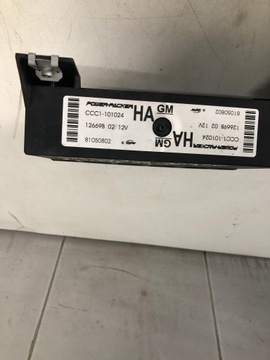 POWER-PACKER
CCC1-101024
HA
GM
126698 02 12V
81050802
POWER-PACKER
CCC1-101024
HA
GM
126698 02 12V
81050802